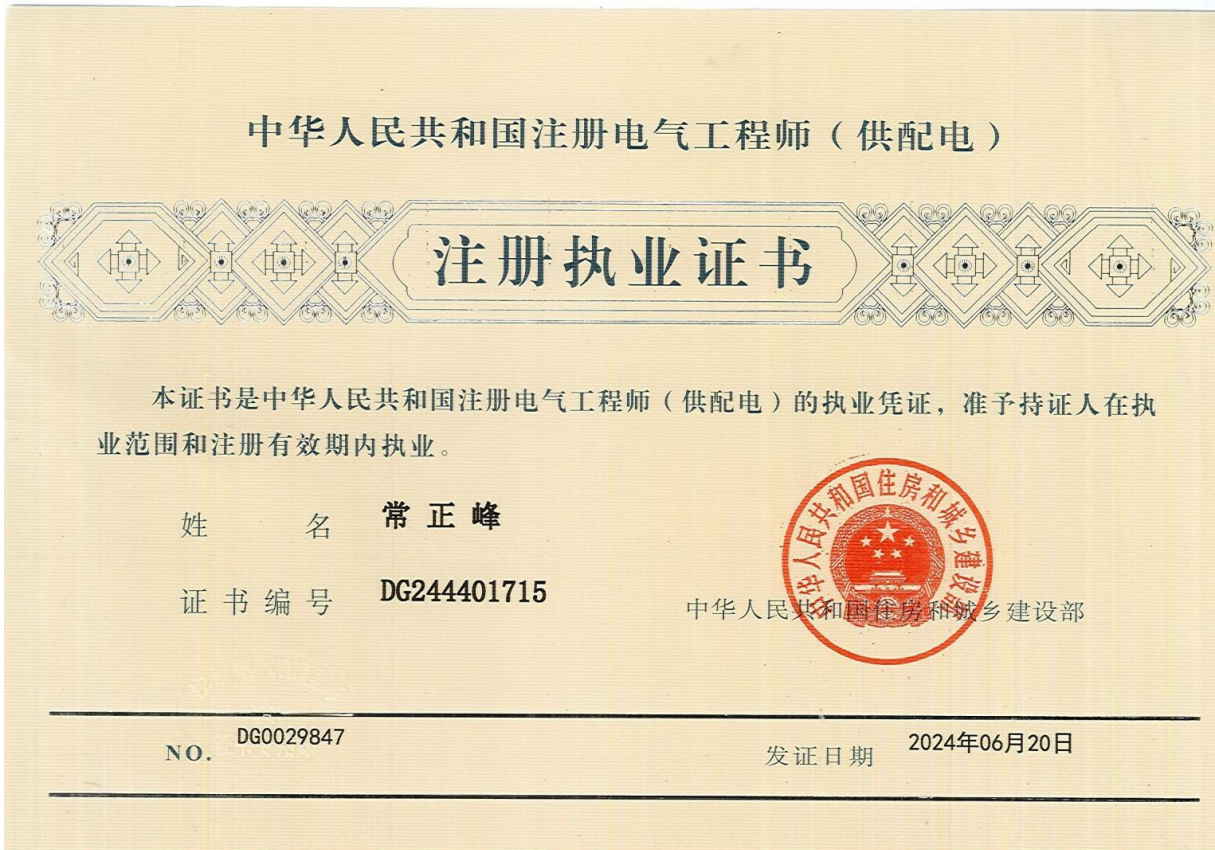 中华人民共和国注册电气工程师（供配电）
注册执业证书
本证书是中华人民共和国注册电气工程师（供配电）的执业凭证，准予持证人在执
业范围和注册有效期内执业。
姓名 常正峰
证书编号 DG244401715
中华人民共和国住房和城乡建设部
中华人民共和国住房和城乡建设部
NO. DG0029847
发证日期 2024年06月20日